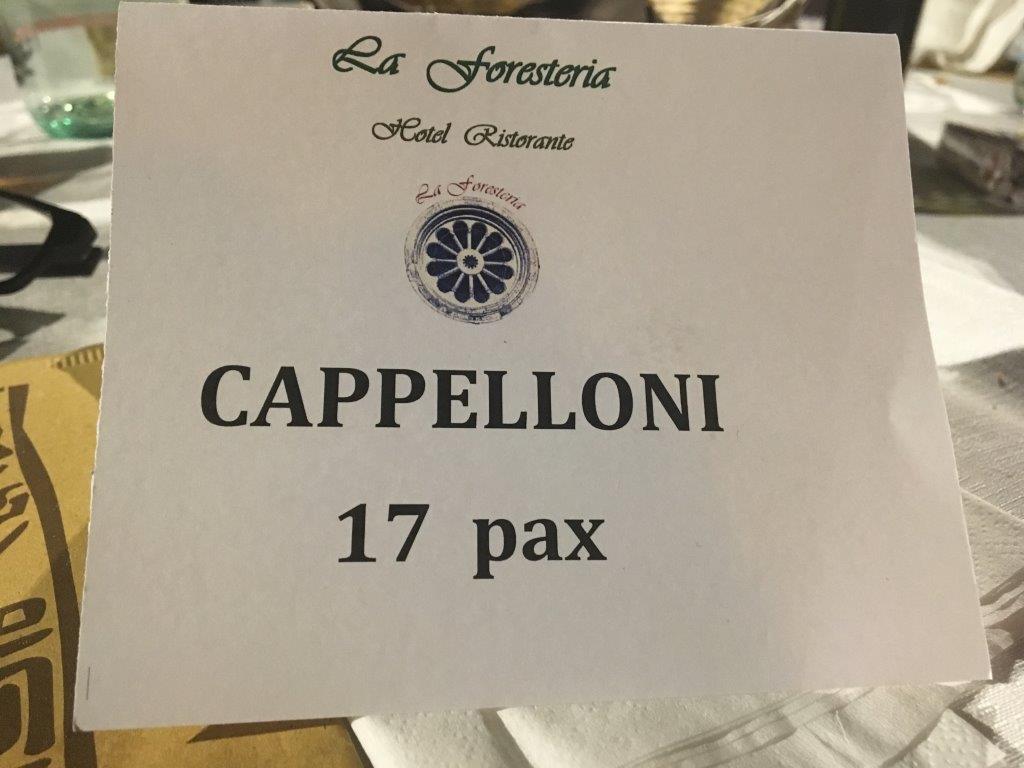 La Foresteria
Hotel Ristorante
La Foresteria
CAPPELLONI
17 pax